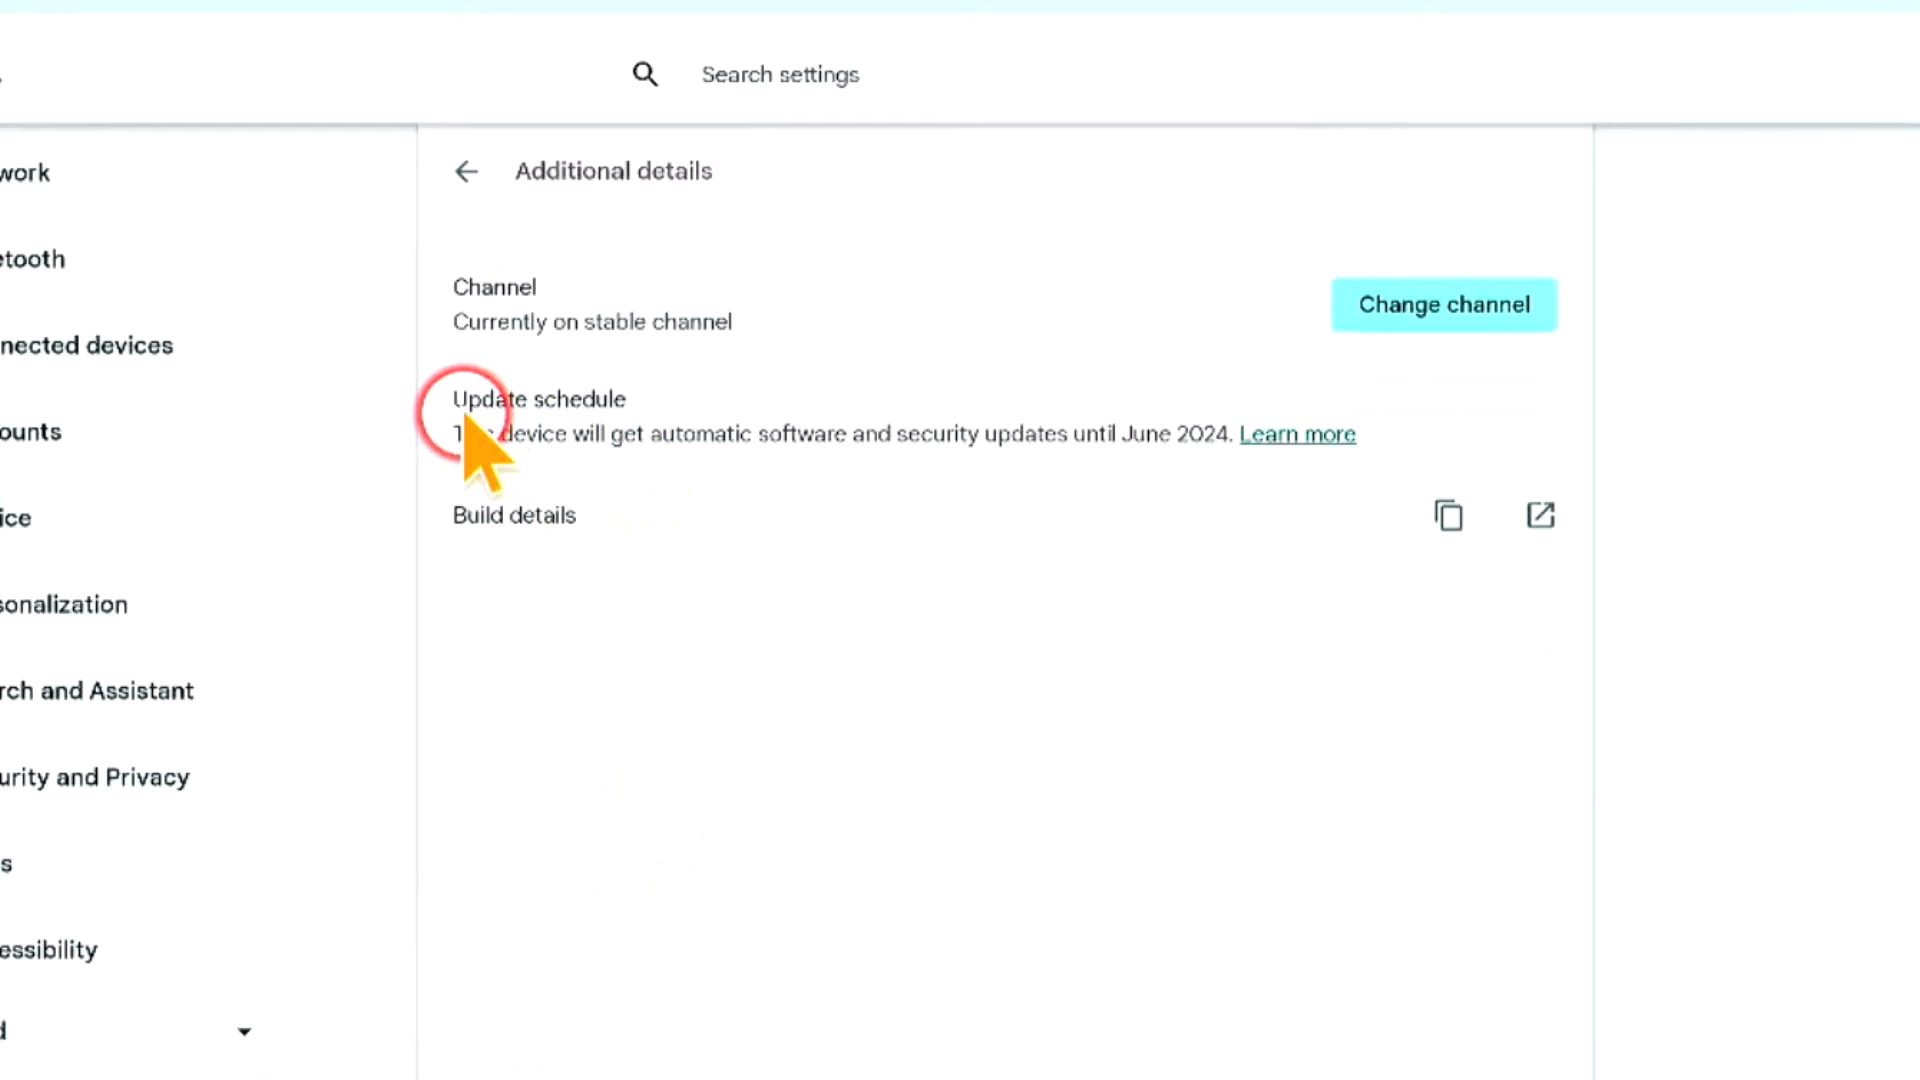 Search settings
work
etooth
nected devices
ounts
ice
sonalization
rch and Assistant
urity and Privacy
s
essibility
d
Additional details
Channel
Currently on stable channel
Change channel
Update schedule
device will get automatic software and security updates until June 2024. Learn more
Build details